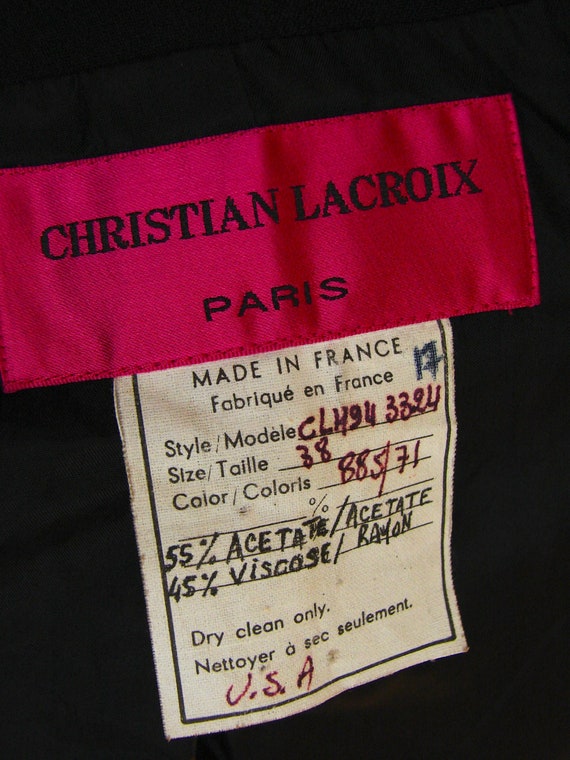 CHRISTIAN LACROIX
PARIS
MADE IN FRANCE 17
Fabriqué en France
Style/Modèle CLH94 3324
Size/Taille 38
Color/Coloris 885/71
%
55% ACETATE/ACETATE
45% VISCOSE/RAYON
Dry clean only.
Nettoyer à sec seulement.
U.S.A